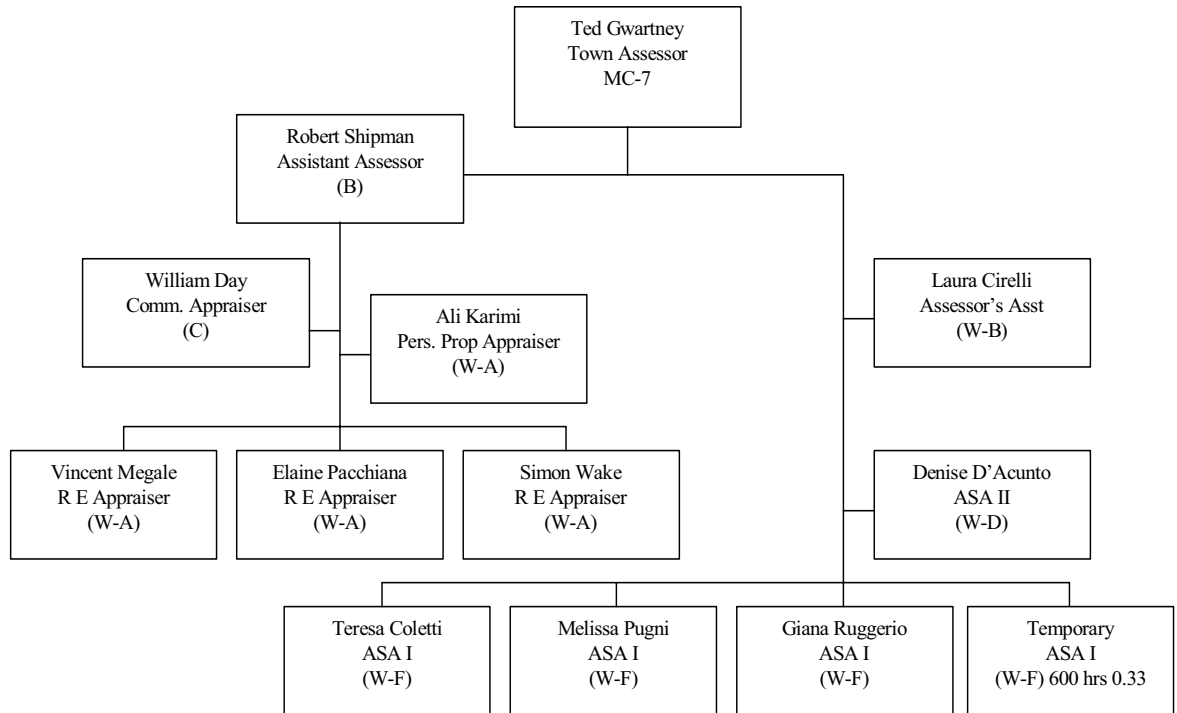 Ted Gwartney
Town Assessor
MC-7
Robert Shipman
Assistant Assessor
(B)
William Day
Comm. Appraiser
(C)
Ali Karimi
Pers. Prop Appraiser
(W-A)
Laura Cirelli
Assessor's Asst
(W-B)
Vincent Megale
R E Appraiser
(W-A)
Elaine Pacchiana
R E Appraiser
(W-A)
Simon Wake
R E Appraiser
(W-A)
Denise D'Acunto
ASA II
(W-D)
Teresa Coletti
ASA I
(W-F)
Melissa Pugni
ASA I
(W-F)
Giana Ruggerio
ASA I
(W-F)
Temporary
ASA I
(W-F) 600 hrs 0.33